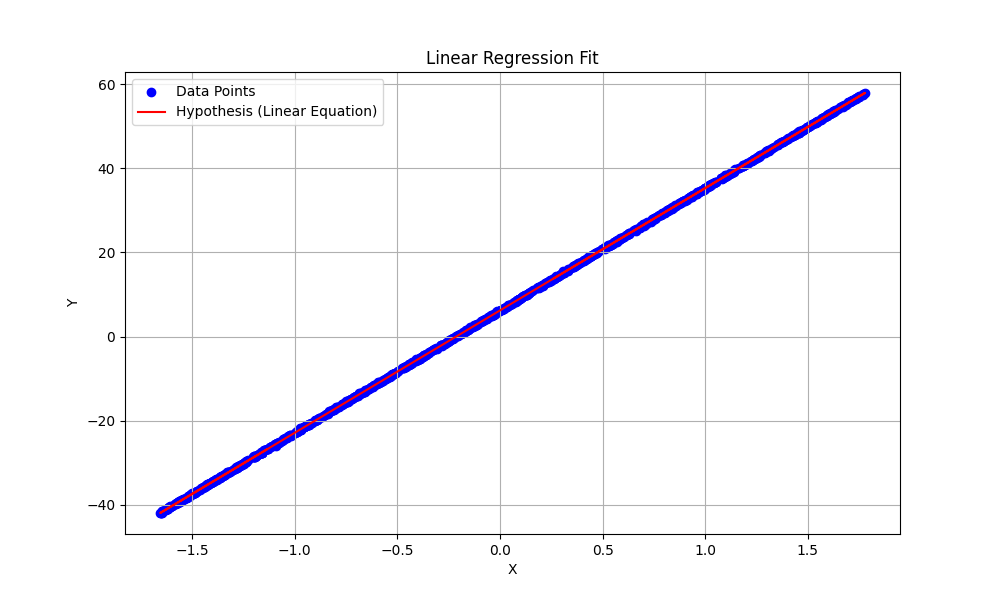 Linear Regression Fit
Data Points
Hypothesis (Linear Equation)
60
40
20
0
−20
−40
Y
−1.5 −1.0 −0.5 0.0 0.5 1.0 1.5
X